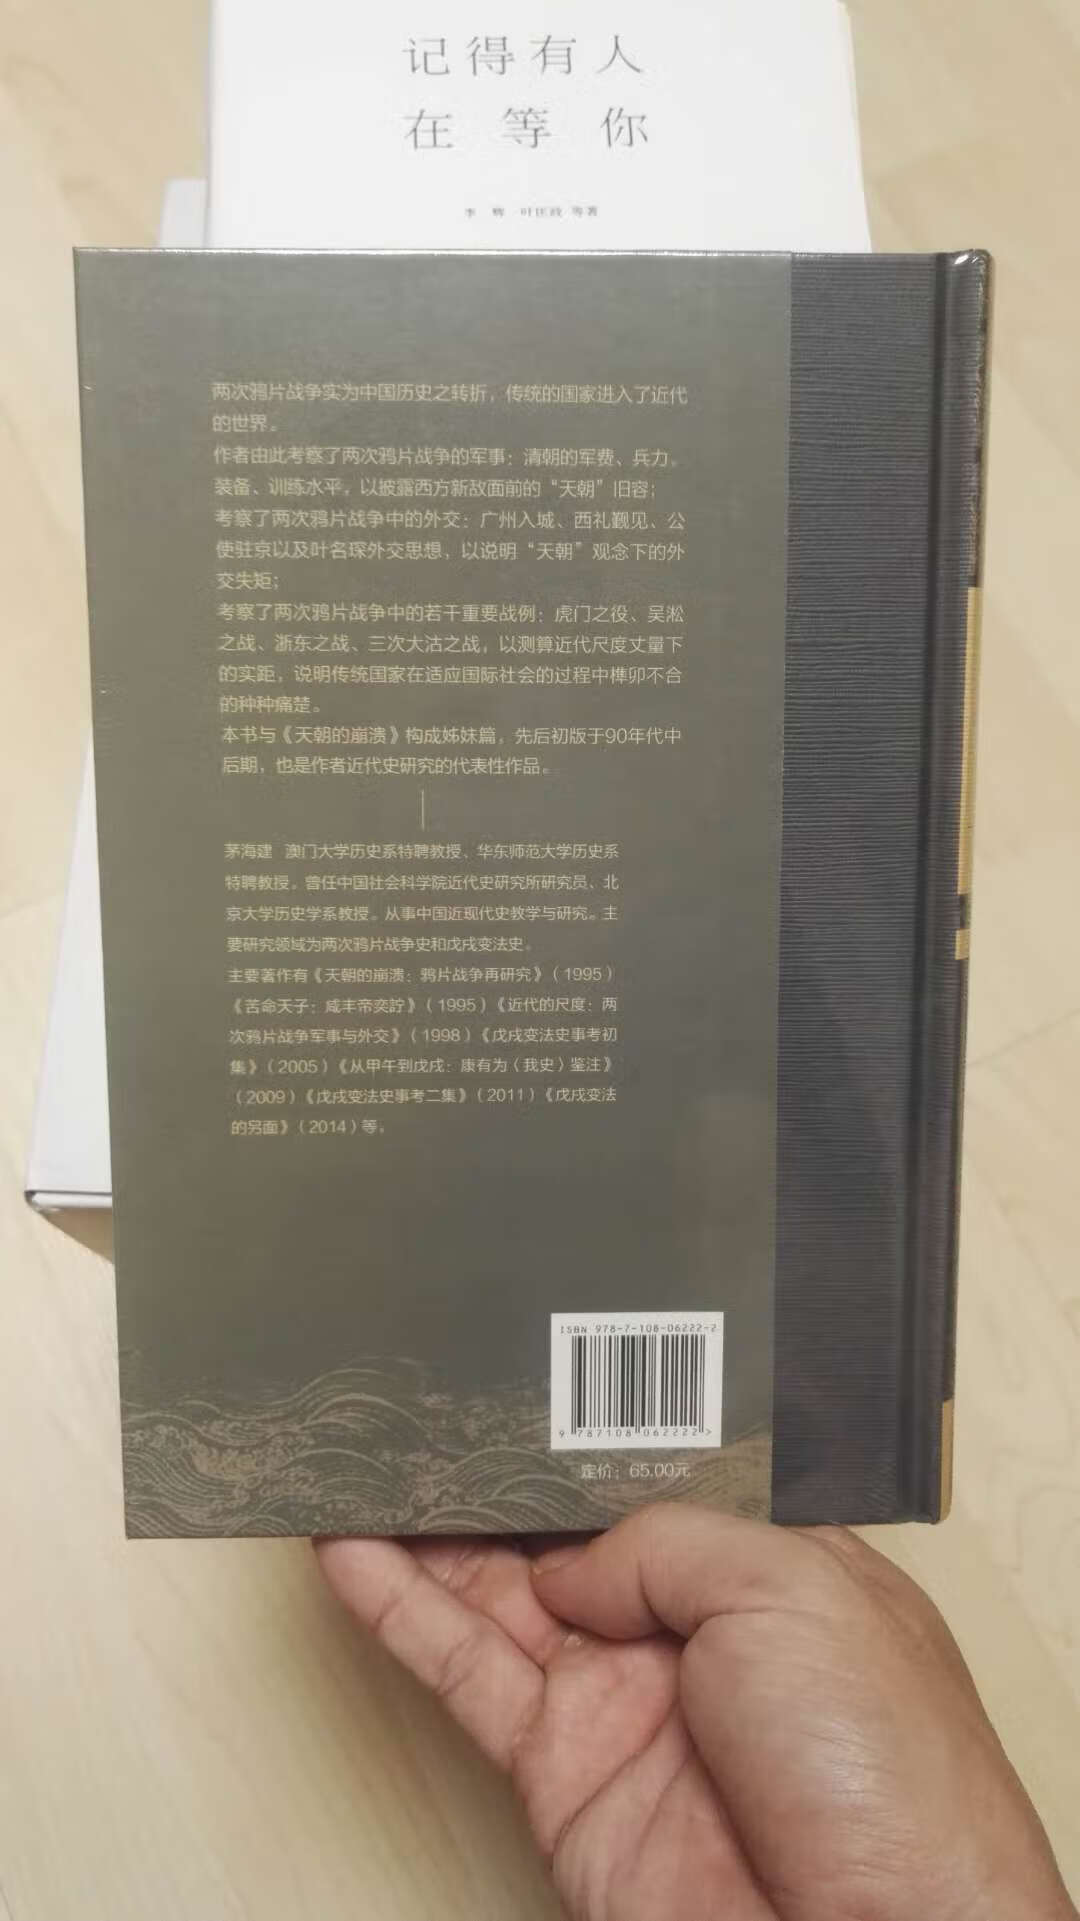 记得有人
在等你
李辉 叶匡政 等著
两次鸦片战争实为中国历史之转折，传统的国家进入了近代
的世界。
作者由此考察了两次鸦片战争的军事：清朝的军费、兵力、
装备、训练水平，以披露西方新敌面前的“天朝”旧容；
考察了两次鸦片战争中的外交：广州入城、西礼觐见、公
使驻京以及叶名琛外交思想，以说明“天朝”观念下的外
交失矩；
考察了两次鸦片战争中的若干重要战例：虎门之役、吴淞
之战、浙东之战、三次大沽之战，以测算近代尺度丈量下
的实距，说明传统国家在适应国际社会的过程中榫卯不合
的种种痛楚。
本书与《天朝的崩溃》构成姊妹篇，先后初版于90年代中
后期，也是作者近代史研究的代表性作品。
茅海建 澳门大学历史系特聘教授、华东师范大学历史系
特聘教授。曾任中国社会科学院近代史研究所研究员、北
京大学历史学系教授。从事中国近现代史教学与研究。主
要研究领域为两次鸦片战争史和戊戌变法史。
主要著作有《天朝的崩溃：鸦片战争再研究》（1995）
《苦命天子：咸丰帝奕詝》（1995）《近代的尺度：两
次鸦片战争军事与外交》（1998）《戊戌变法史事考初
集》（2005）《从甲午到戊戌：康有为〈我史〉鉴注》
（2009）《戊戌变法史事考二集》（2011）《戊戌变法
的另面》（2014）等。
ISBN 978-7-108-06222-2
9 787108 062222>
定价：65.00元